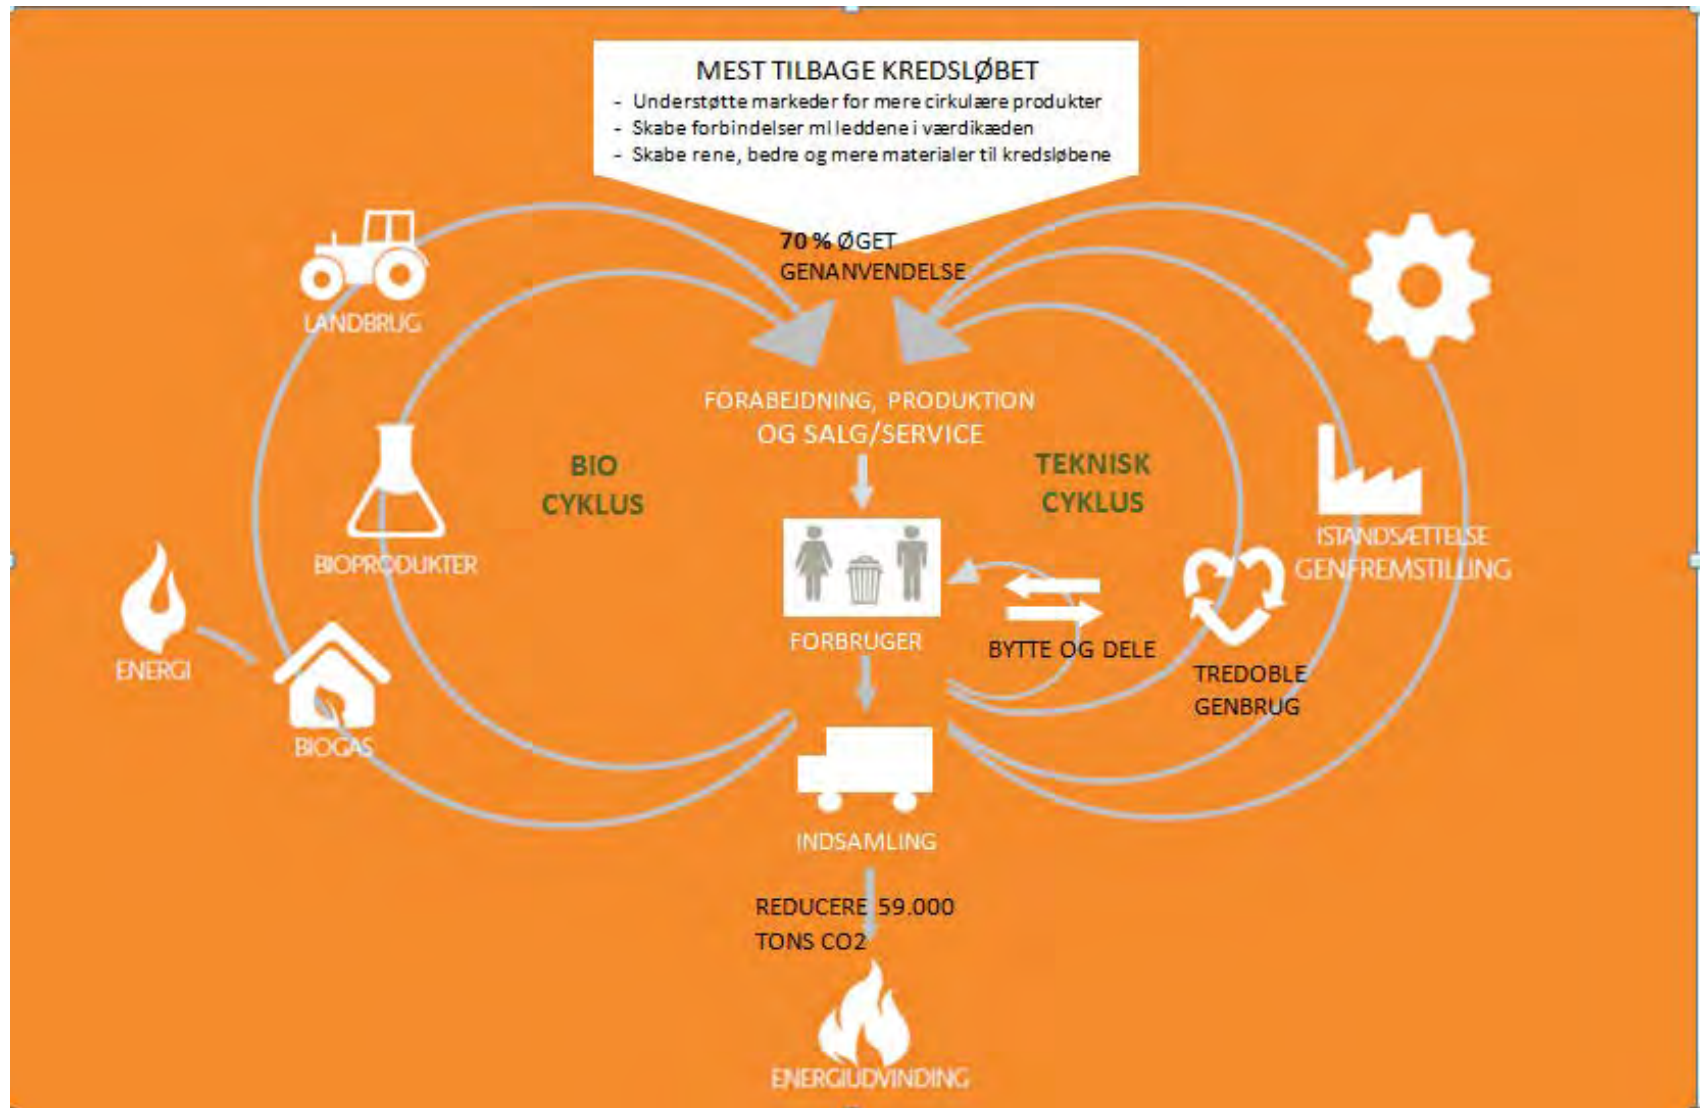 MEST TILBAGE KREDSLØBET
- Understøtte markeder for mere cirkulære produkter
- Skabe forbindelser ml leddene i værdikæden
- Skabe rene, bedre og mere materialer til kredsløbene
70 % ØGET
GENANVENDELSE
LANDBRUG
FORABEJDNING, PRODUKTION
OG SALG/SERVICE
BIO
CYKLUS
TEKNISK
CYKLUS
BIOPRODUKTER
ISTANDSÆTTELSE
GENFREMSTILLING
ENERGI
BIOGAS
FORBRUGER
BYTTE OG DELE
TREDOBLE
GENBRUG
INDSAMLING
REDUCERE 59.000
TONS CO2
ENERGIUDVINDING